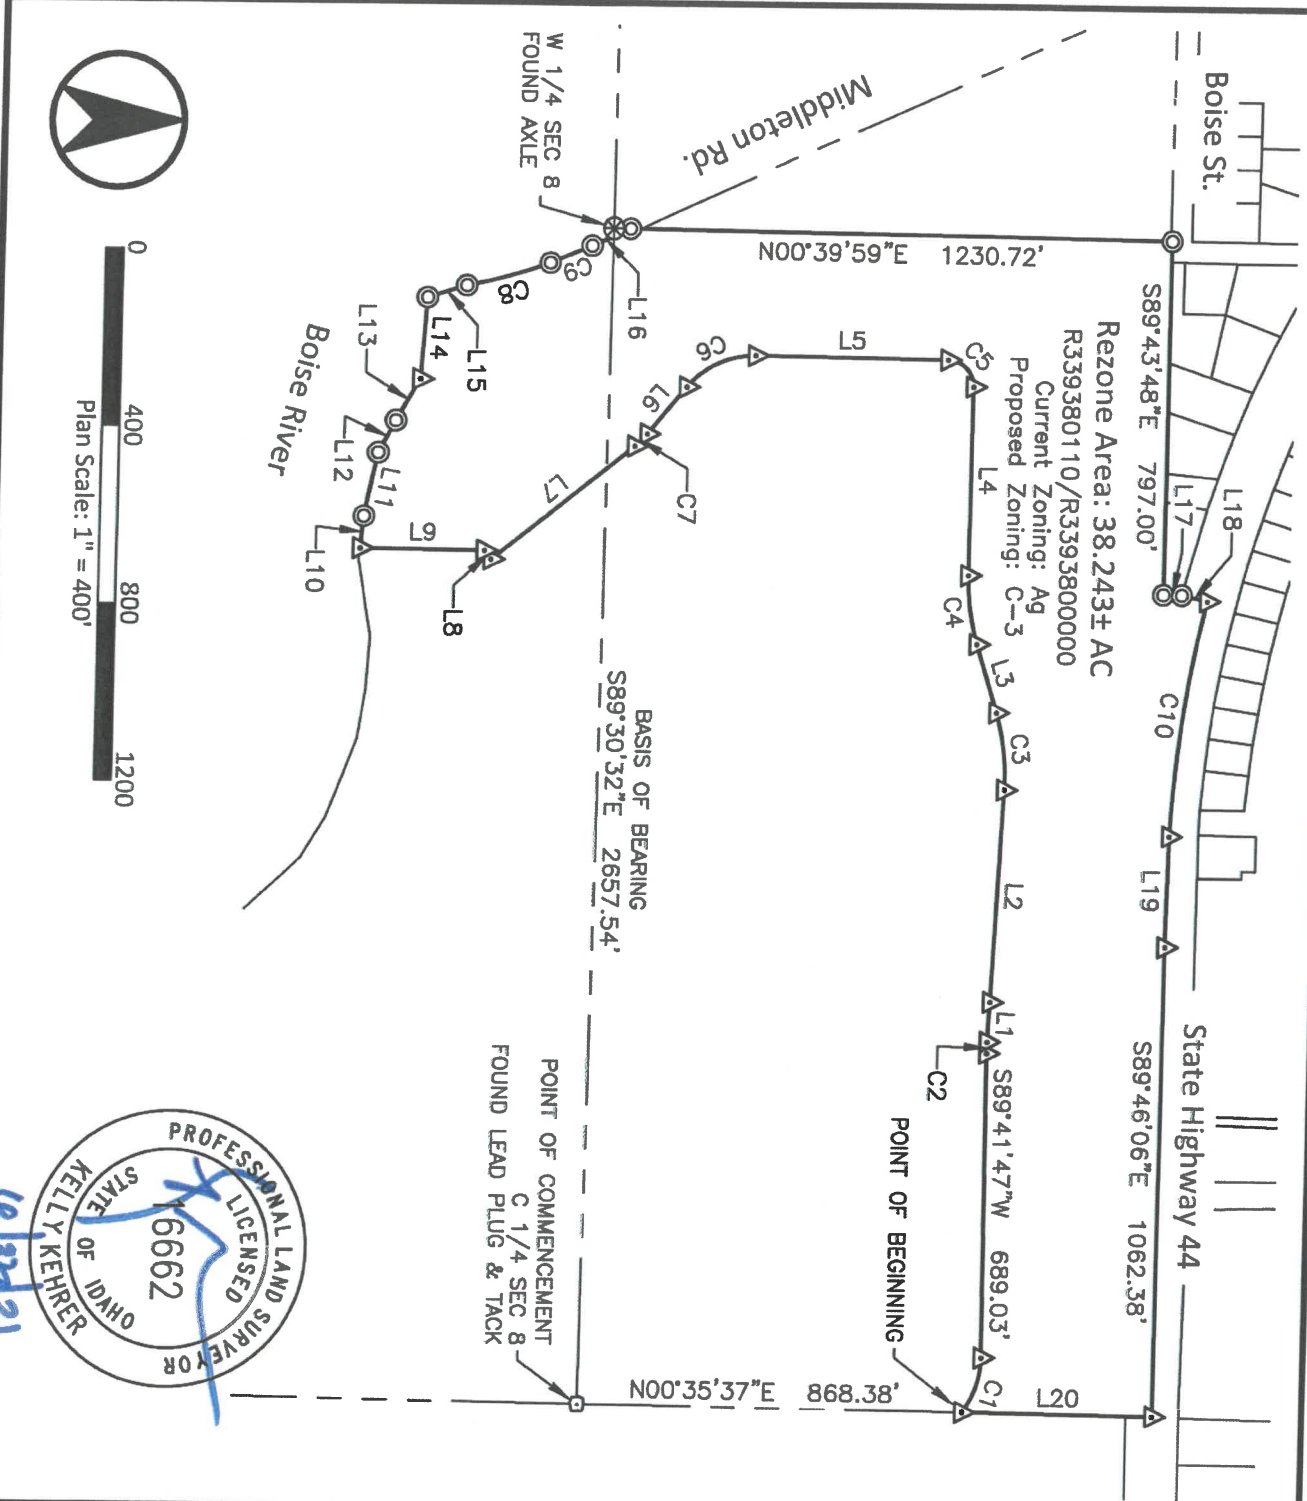 Boise St.
Middleton Rd.
W 1/4 SEC 8
FOUND AXLE
N00°39'59"E 1230.72'
S89°43'48"E 797.00'
L17
L18
Rezone Area: 38.243± AC
R339380110/R3393800000
Current Zoning: Ag
Proposed Zoning: C-3
C10
L19
State Highway 44
S89°46'06"E 1062.38'
L20
C1
POINT OF BEGINNING
S89°41'47"W 689.03'
C2
L1
L2
C3
L3
C4
L4
C5
L5
C6
L6
C7
L7
L8
L9
L10
L11
L12
L13
L14
L15
C8
C9
L16
Boise River
BASIS OF BEARING
S89°30'32"E 2657.54'
N00°35'37"E 868.38'
POINT OF COMMENCEMENT
C 1/4 SEC 8
FOUND LEAD PLUG & TACK
0 400 800 1200
Plan Scale: 1" = 400'
PROFESSIONAL LAND SURVEYOR
LICENSED
16662
STATE OF IDAHO
KELLY KEHRER